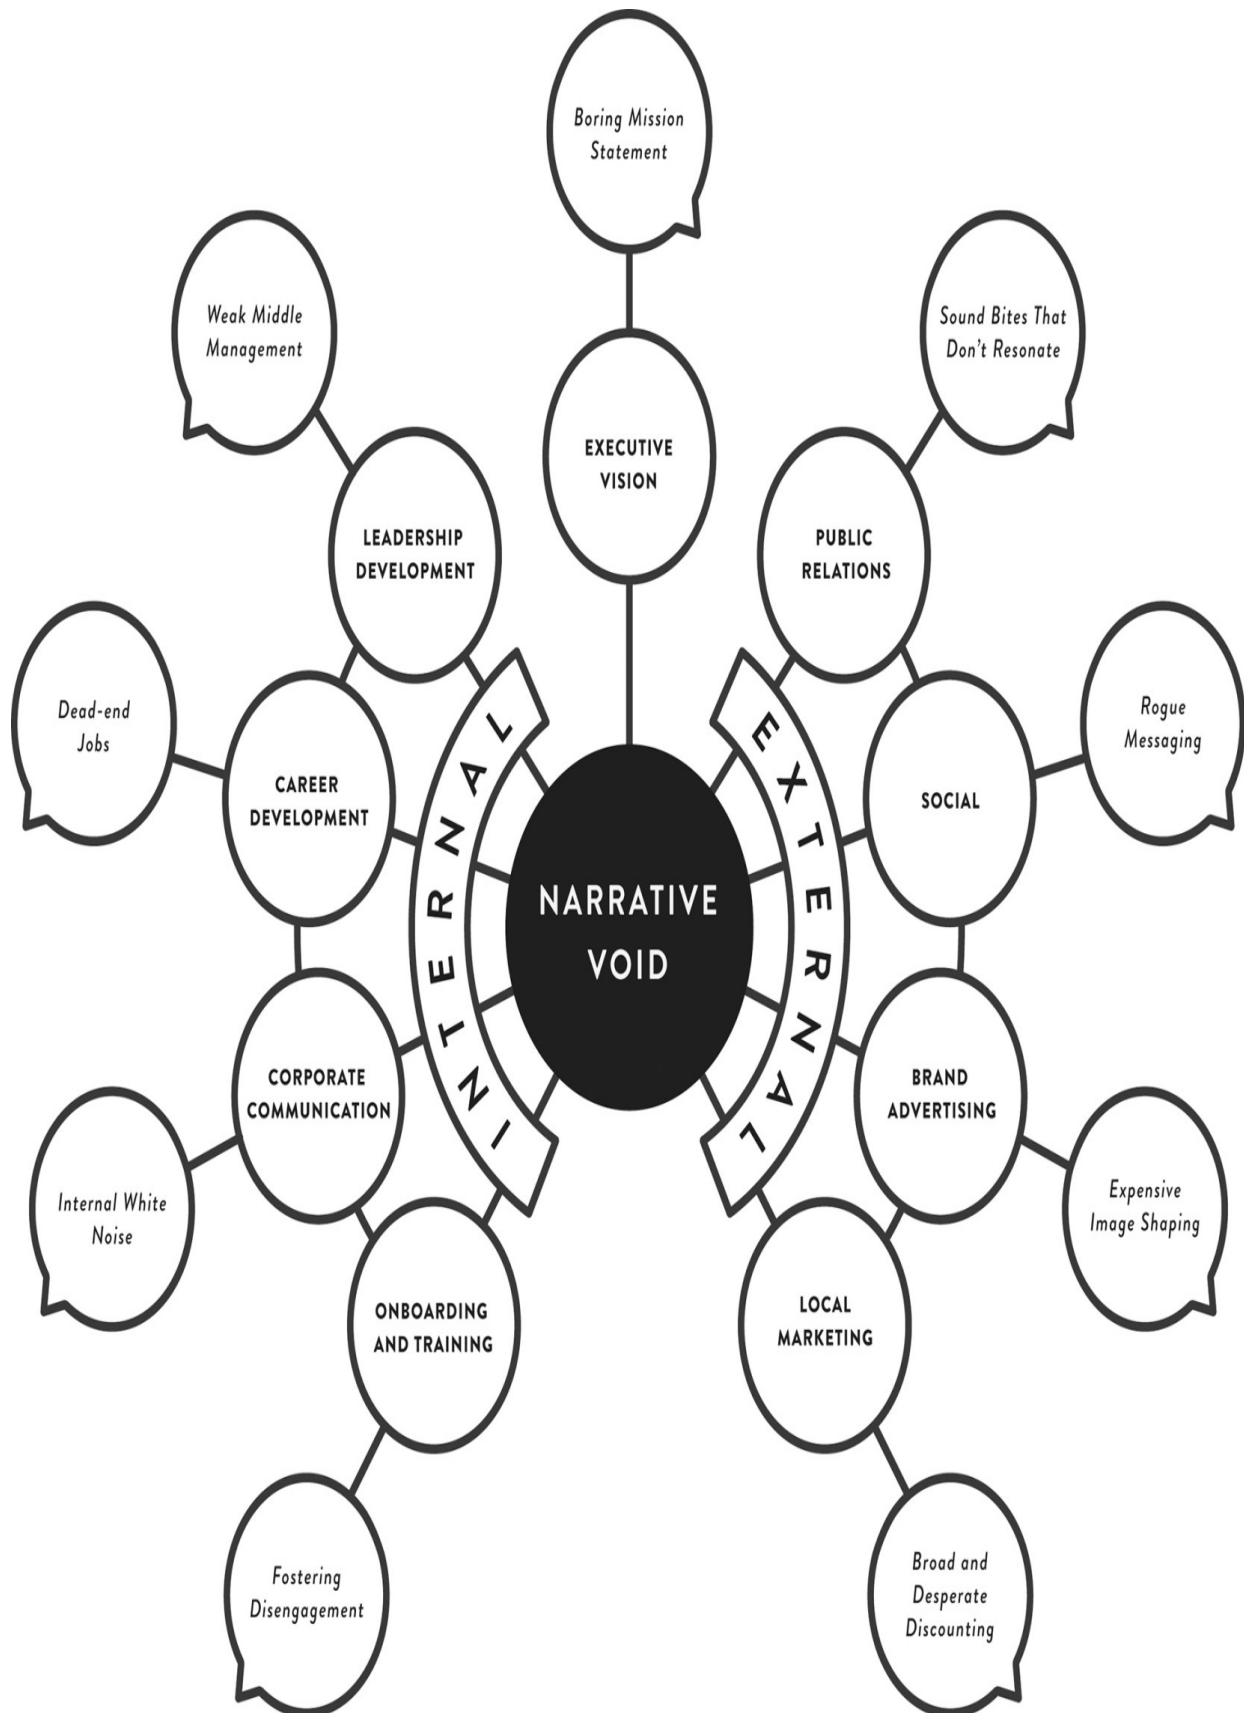 Boring Mission
Statement
Weak Middle
Management
Sound Bites That
Don't Resonate
EXECUTIVE
VISION
LEADERSHIP
DEVELOPMENT
PUBLIC
RELATIONS
Dead-end
Jobs
Rogue
Messaging
CAREER
DEVELOPMENT
SOCIAL
INTERNAL
EXTERNAL
NARRATIVE
VOID
CORPORATE
COMMUNICATION
BRAND
ADVERTISING
Internal White
Noise
Expensive
Image Shaping
ONBOARDING
AND TRAINING
LOCAL
MARKETING
Fostering
Disengagement
Broad and
Desperate
Discounting